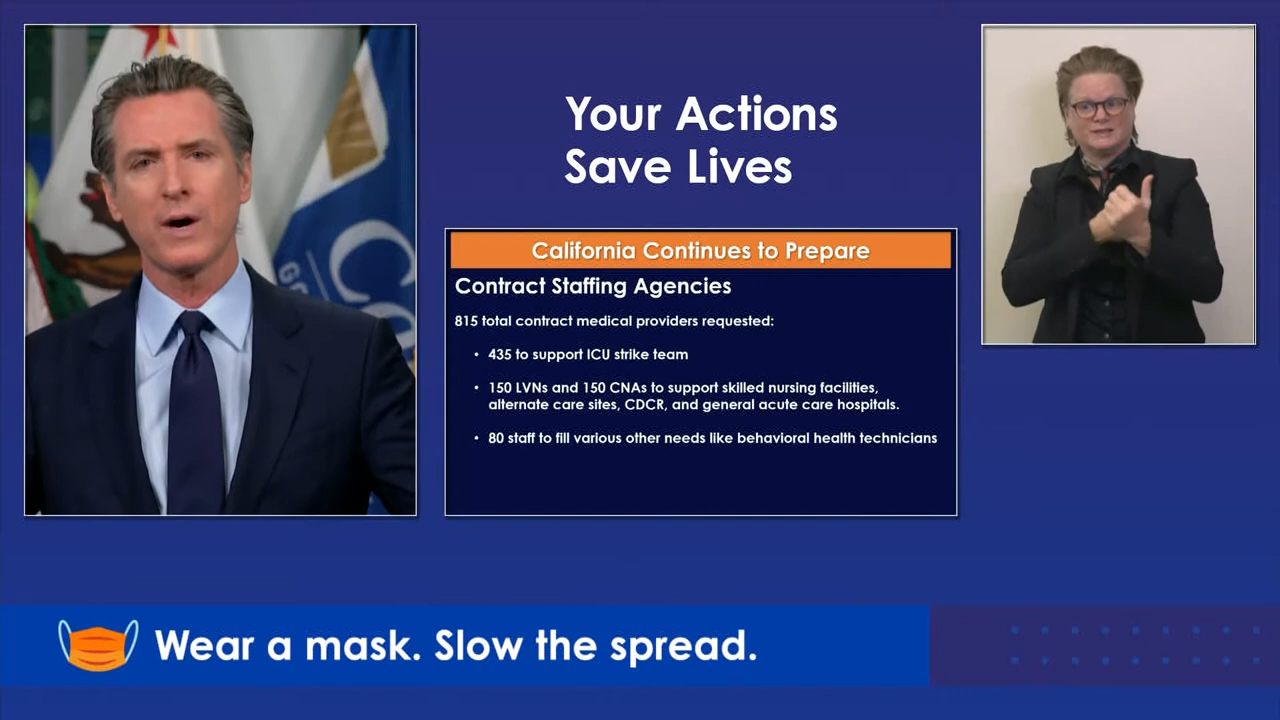 Your Actions
Save Lives
California Continues to Prepare
Contract Staffing Agencies
815 total contract medical providers requested:
• 435 to support ICU strike team
• 150 LVNs and 150 CNAs to support skilled nursing facilities,
alternate care sites, CDCR, and general acute care hospitals.
• 80 staff to fill various other needs like behavioral health technicians
Wear a mask. Slow the spread.